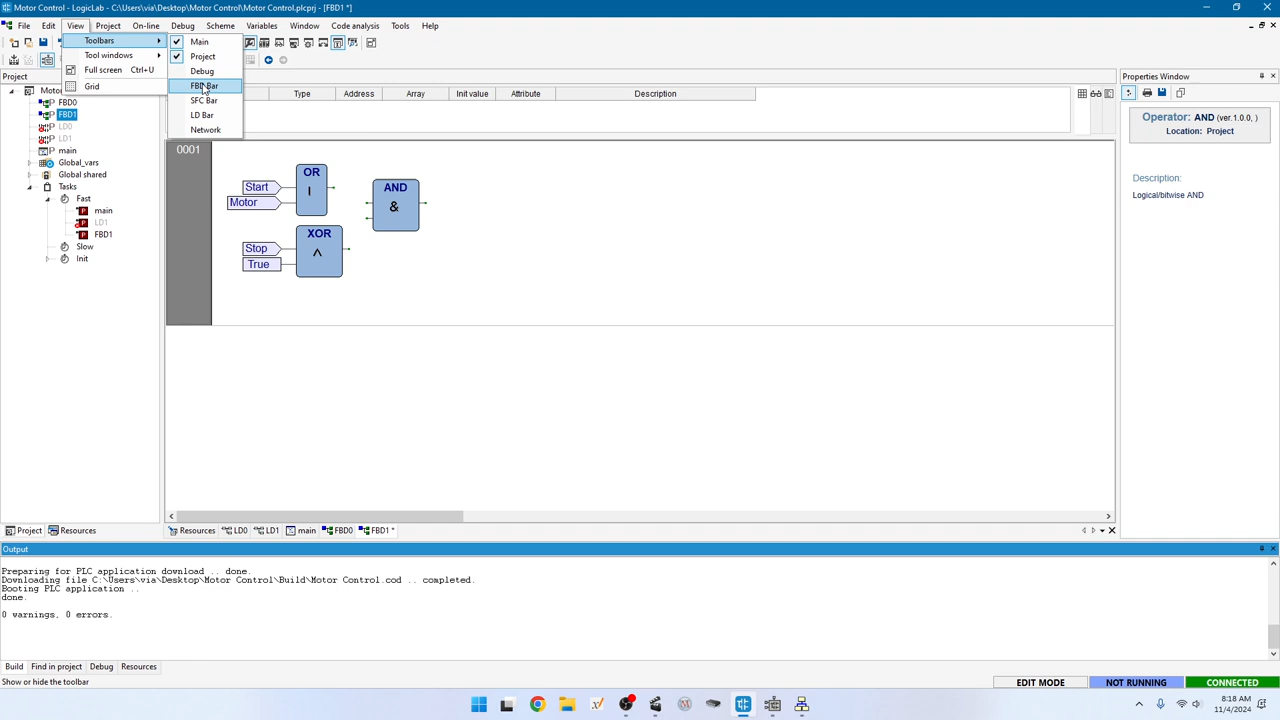 Motor Control - LogicLab - C:\Users\via\Desktop\Motor Control\Motor Control.plcprj - [FBD1 *]
File Edit View Project On-line Debug Scheme Variables Window Code analysis Tools Help
Toolbars
Tool windows
Full screen Ctrl+U
Grid
Main
Project
Debug
FBD Bar
SFC Bar
LD Bar
Network
Project
FBD0
FBD1
LD0
LD1
main
Global_vars
Global shared
Tasks
Fast
main
LD1
FBD1
Slow
Init
Type Address Array Init value Attribute Description
0001
OR
Start
Motor
|
AND
&
XOR
Stop
True
^
Properties Window
Operator: AND (ver.1.0.0, )
Location: Project
Description:
Logical/bitwise AND
Project Resources
Resources LD0 LD1 main FBD0 FBD1 *
Output
Preparing for PLC application download .. done.
Downloading file C:\Users\via\Desktop\Motor Control\Build\Motor Control.cod .. completed.
Booting PLC application ..
done.
0 warnings, 0 errors.
Build Find in project Debug Resources
Show or hide the toolbar
EDIT MODE NOT RUNNING CONNECTED
8:18 AM
11/4/2024